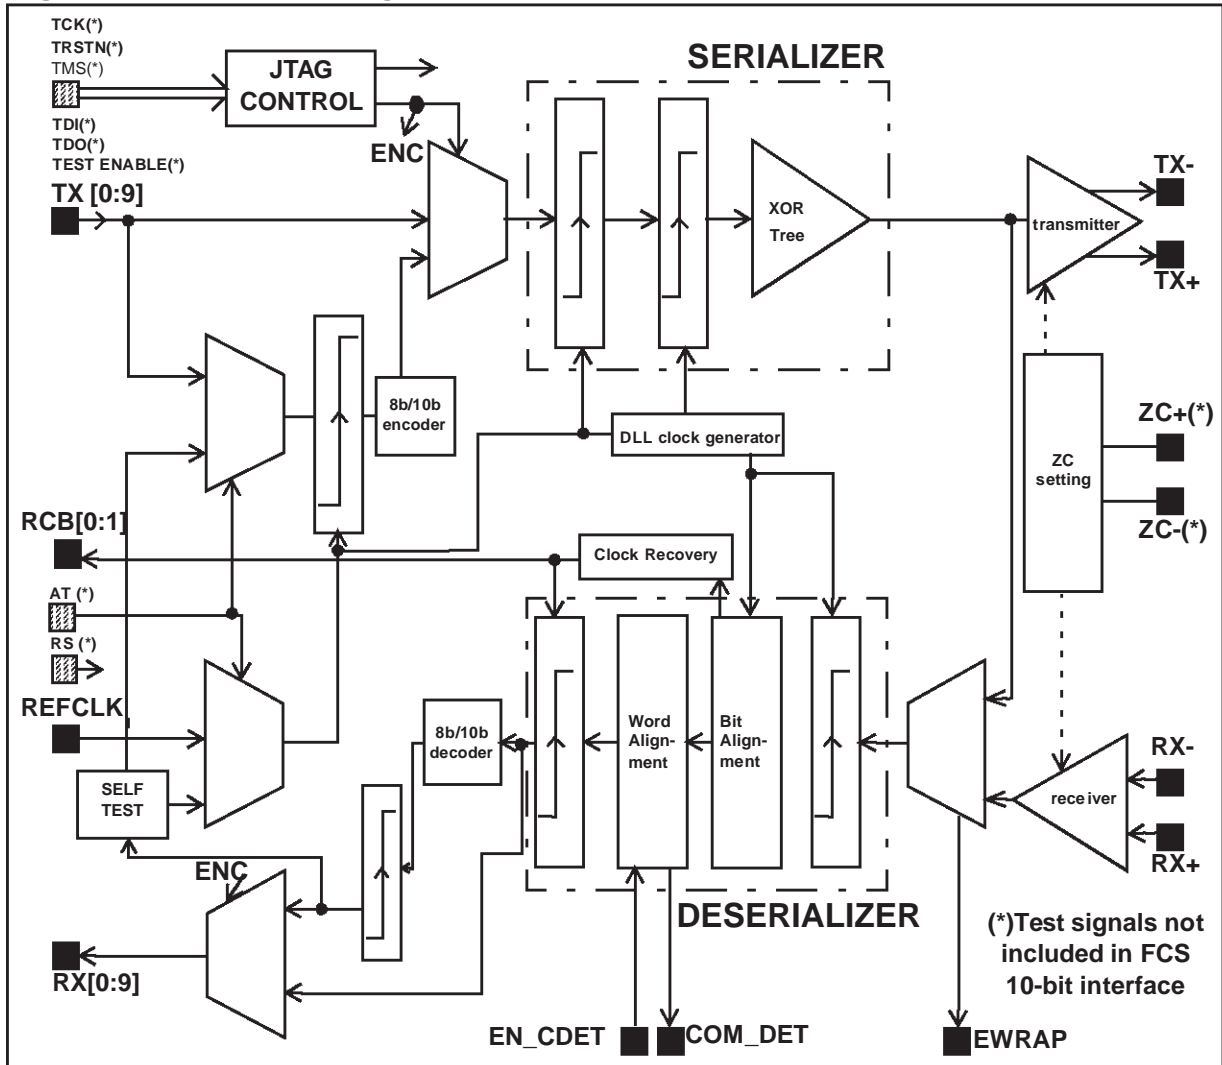 TCK(*)
TRSTN(*)
TMS(*)
TDI(*)
TDO(*)
TEST ENABLE(*)
TX [0:9]
JTAG
CONTROL
ENC
SERIALIZER
XOR
Tree
transmitter
TX-
TX+
8b/10b
encoder
DLL clock generator
ZC
setting
ZC+(*)
ZC-(*)
RCB[0:1]
Clock Recovery
AT (*)
RS (*)
REFCLK
SELF
TEST
8b/10b
decoder
Word
Align-
ment
Bit
Align-
ment
receiver
RX-
RX+
ENC
DESERIALIZER
RX[0:9]
EN_CDET
COM_DET
EWRAP
(*)Test signals not
included in FCS
10-bit interface